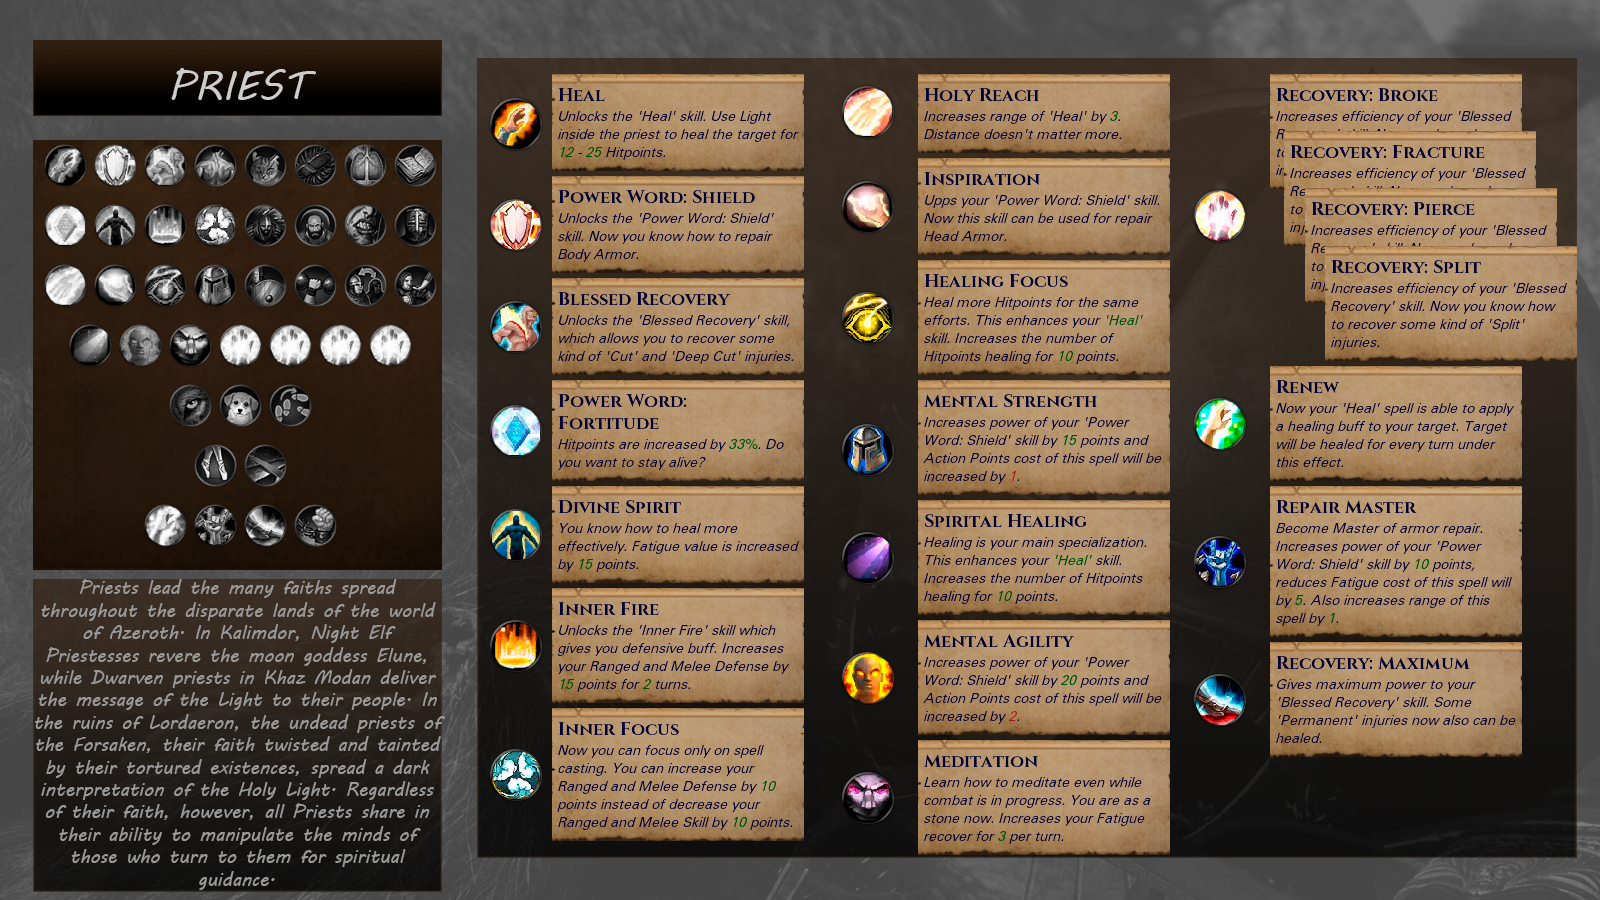 PRIEST
Priests lead the many faiths spread
throughout the disparate lands of the world
of Azeroth. In Kalimdor, Night Elf
Priestesses revere the moon goddess Elune,
while Dwarven priests in Khaz Modan deliver
the message of the Light to their people. In
the ruins of Lordaeron, the undead priests of
the Forsaken, their faith twisted and tainted
by their tortured existences, spread a dark
interpretation of the Holy Light. Regardless
of their faith, however, all Priests share in
their ability to manipulate the minds of
those who turn to them for spiritual
guidance.
HEAL
Unlocks the 'Heal' skill. Use Light
inside the priest to heal the target for
12 - 25 Hitpoints.
POWER WORD: SHIELD
Unlocks the 'Power Word: Shield'
skill. Now you know how to repair
Body Armor.
BLESSED RECOVERY
Unlocks the 'Blessed Recovery' skill,
which allows you to recover some
kind of 'Cut' and 'Deep Cut' injuries.
POWER WORD:
FORTITUDE
Hitpoints are increased by 33%. Do
you want to stay alive?
DIVINE SPIRIT
You know how to heal more
effectively. Fatigue value is increased
by 15 points.
INNER FIRE
Unlocks the 'Inner Fire' skill which
gives you defensive buff. Increases
your Ranged and Melee Defense by
15 points for 2 turns.
INNER FOCUS
Now you can focus only on spell
casting. You can increase your
Ranged and Melee Defense by 10
points instead of decrease your
Ranged and Melee Skill by 10 points.
HOLY REACH
Increases range of 'Heal' by 3.
Distance doesn't matter more.
INSPIRATION
Upps your 'Power Word: Shield' skill.
Now this skill can be used for repair
Head Armor.
HEALING FOCUS
Heal more Hitpoints for the same
efforts. This enhances your 'Heal'
skill. Increases the number of
Hitpoints healing for 10 points.
MENTAL STRENGTH
Increases power of your 'Power
Word: Shield' skill by 15 points and
Action Points cost of this spell will be
increased by 1.
SPIRITAL HEALING
Healing is your main specialization.
This enhances your 'Heal' skill.
Increases the number of Hitpoints
healing for 10 points.
MENTAL AGILITY
Increases power of your 'Power
Word: Shield' skill by 20 points and
Action Points cost of this spell will be
increased by 2.
MEDITATION
Learn how to meditate even while
combat is in progress. You are as a
stone now. Increases your Fatigue
recover for 3 per turn.
RECOVERY: BROKE
Increases efficiency of your 'Blessed
RECOVERY: FRACTURE
Increases efficiency of your 'Blessed
RECOVERY: PIERCE
Increases efficiency of your 'Blessed
RECOVERY: SPLIT
Increases efficiency of your 'Blessed
Recovery' skill. Now you know how
to recover some kind of 'Split'
injuries.
RENEW
Now your 'Heal' spell is able to apply
a healing buff to your target. Target
will be healed for every turn under
this effect.
REPAIR MASTER
Become Master of armor repair.
Increases power of your 'Power
Word: Shield' skill by 10 points,
reduces Fatigue cost of this spell will
by 5. Also increases range of this
spell by 1.
RECOVERY: MAXIMUM
Gives maximum power to your
'Blessed Recovery' skill. Some
'Permanent' injuries now also can be
healed.